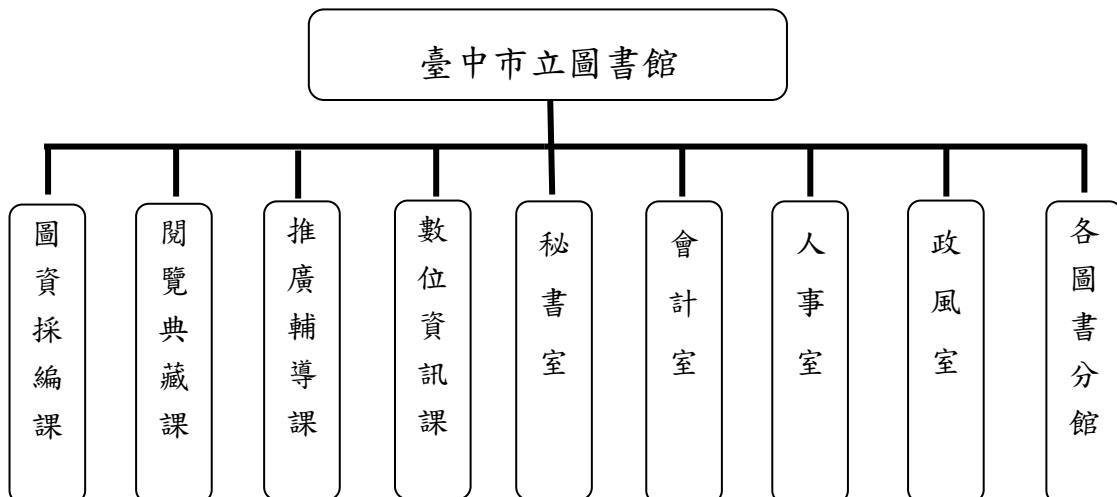 臺中市立圖書館
圖資採編課
閱覽典藏課
推廣輔導課
數位資訊課
秘書室
會計室
人事室
政風室
各圖書分館